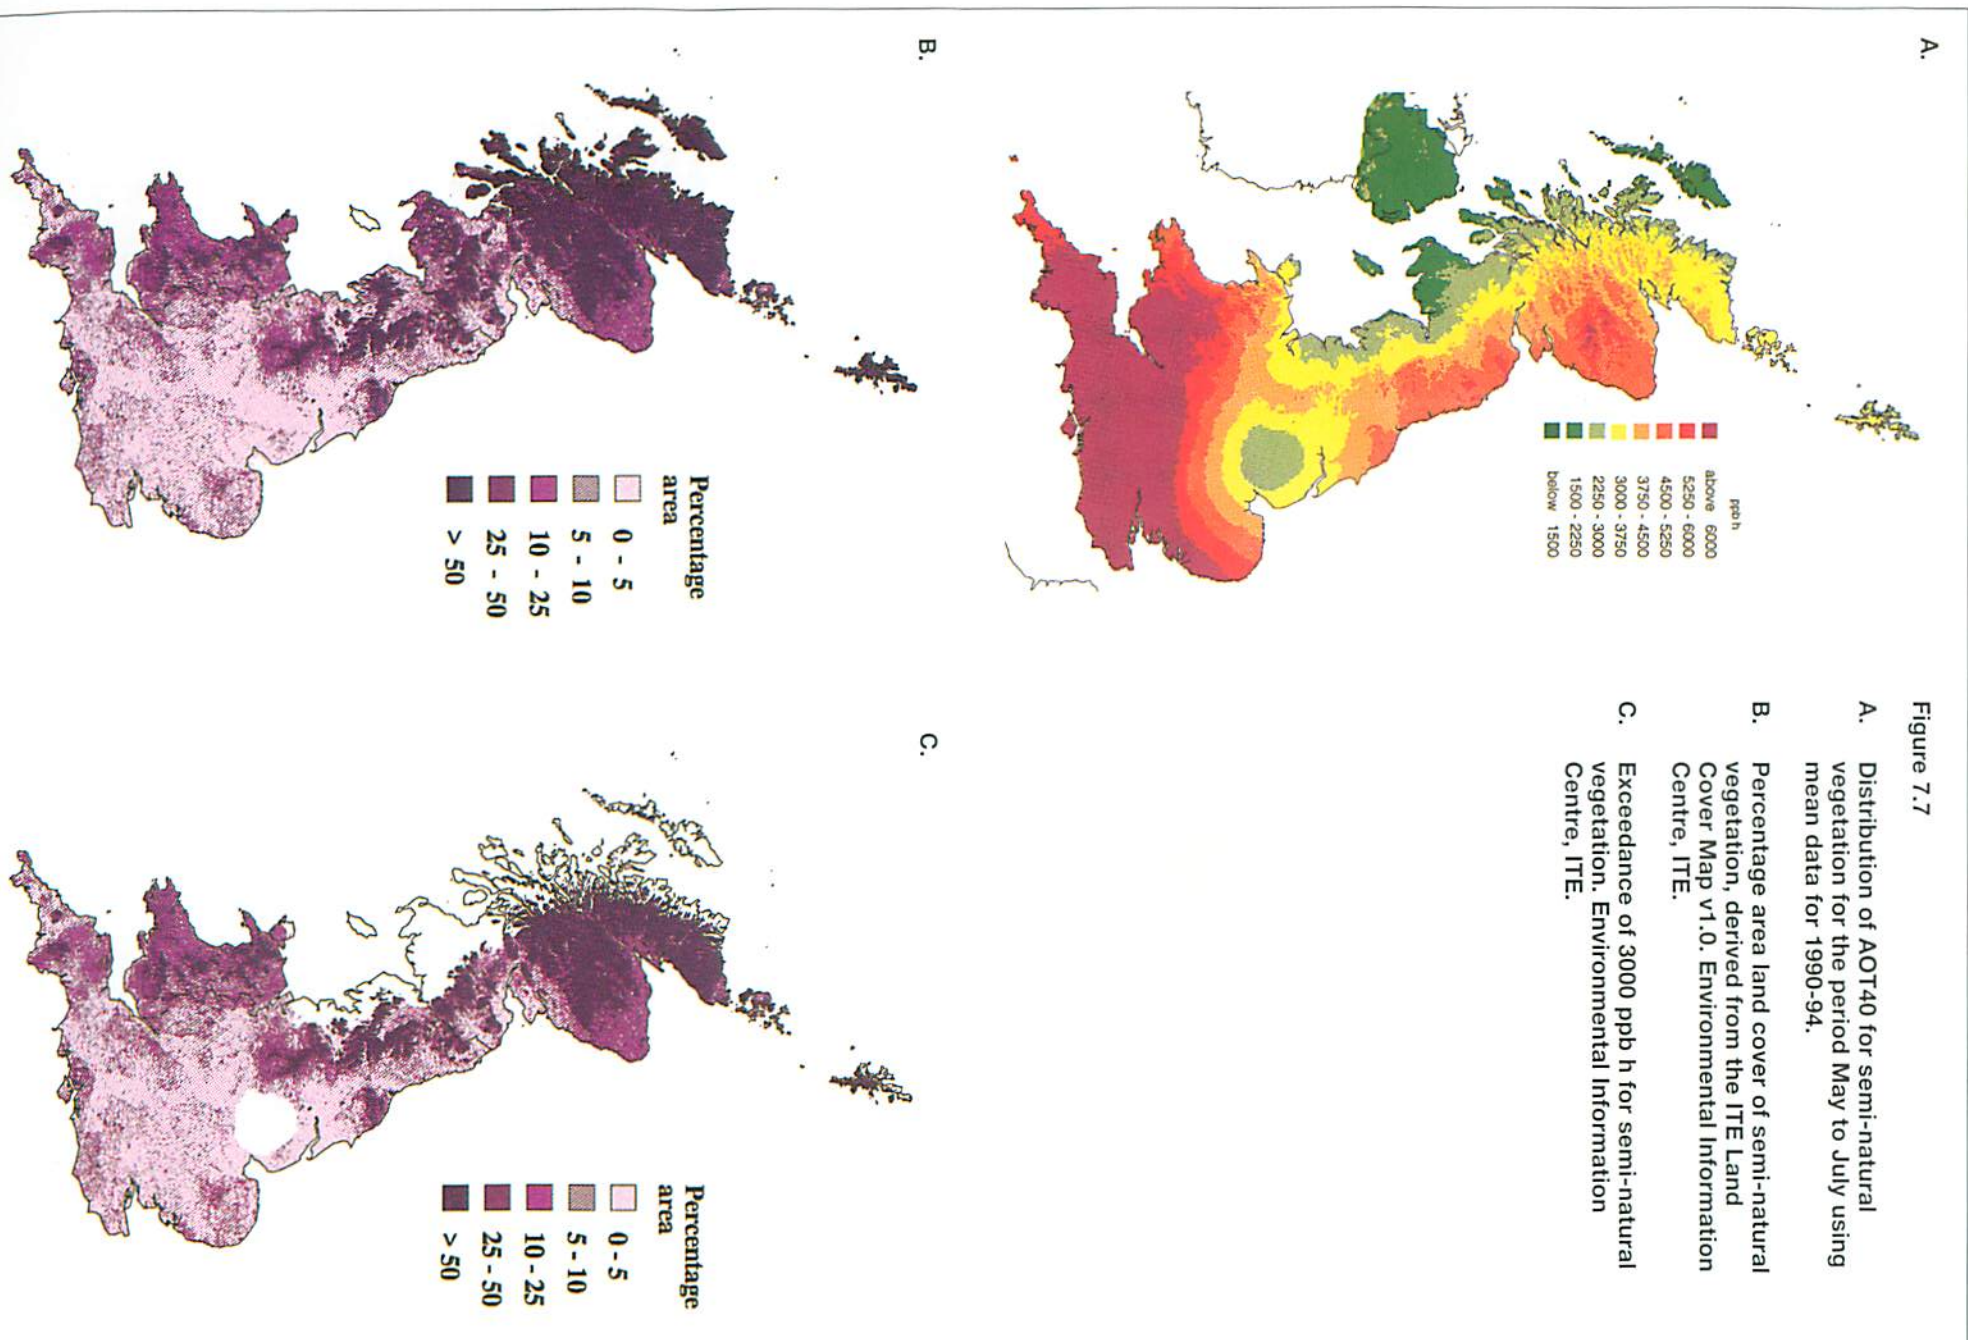 Figure 7.7
A. Distribution of AOT40 for semi-natural
vegetation for the period May to July using
mean data for 1990-94.
B. Percentage area land cover of semi-natural
vegetation, derived from the ITE Land
Cover Map v1.0. Environmental Information
Centre, ITE.
C. Exceedance of 3000 ppb h for semi-natural
vegetation. Environmental Information
Centre, ITE.
A.
ppb h
above 6000
5250 - 6000
4500 - 5250
3750 - 4500
3000 - 3750
2250 - 3000
1500 - 2250
below 1500
B.
Percentage
area
0 - 5
5 - 10
10 - 25
25 - 50
> 50
C.
Percentage
area
0 - 5
5 - 10
10 - 25
25 - 50
> 50